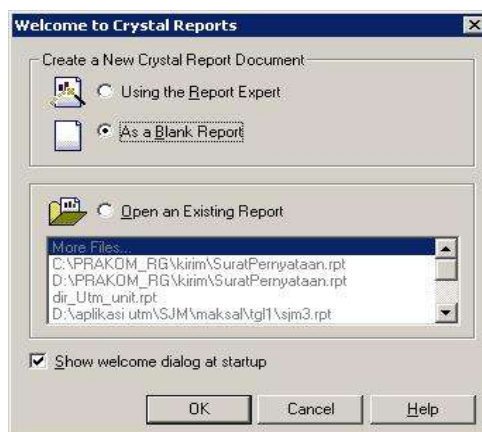 Welcome to Crystal Reports
Create a New Crystal Report Document
Using the Report Expert
As a Blank Report
Open an Existing Report
More Files...
C:\PRAKOM_RG\kirim\SuratPernyataan.rpt
D:\PRAKOM_RG\kirim\SuratPernyataan.rpt
dir_Utm_unit.rpt
D:\aplikasi utm\SJM\maksal\tgl1\sjm3.rpt
Show welcome dialog at startup
OK Cancel Help